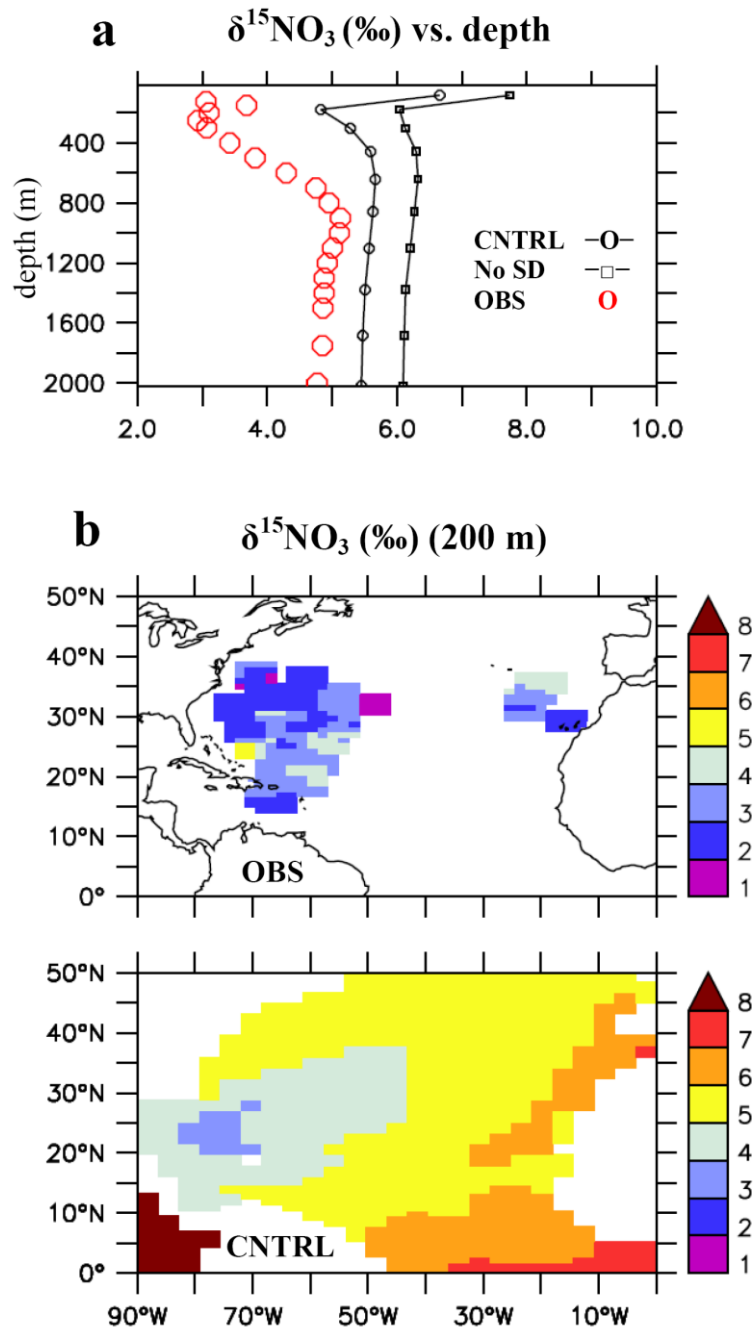 a δ¹⁵NO₃ (‰) vs. depth
depth (m)
400
800
1200
1600
2000
CNTRL
No SD
OBS O
2.0 4.0 6.0 8.0 10.0
b δ¹⁵NO₃ (‰) (200 m)
50°N
40°N
30°N
20°N
10°N
0°
OBS
8
7
6
5
4
3
2
1
50°N
40°N
30°N
20°N
10°N
0°
CNTRL
8
7
6
5
4
3
2
1
90°W 70°W 50°W 30°W 10°W